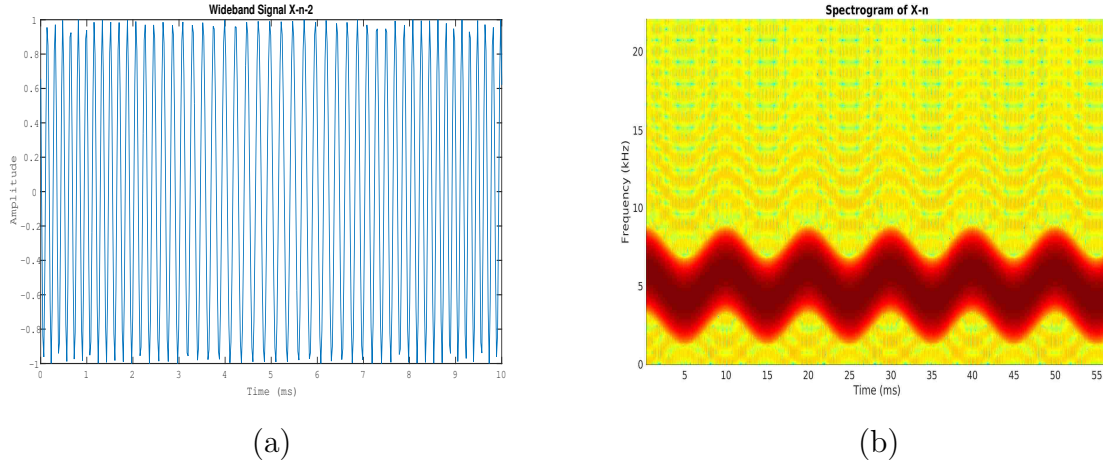 Wideband Signal X-n-2
1
0.8
0.6
0.4
0.2
0
-0.2
-0.4
-0.6
-0.8
-1
Amplitude
0 1 2 3 4 5 6 7 8 9 10
Time (ms)
(a)
Spectrogram of X-n
20
15
10
5
0
Frequency (kHz)
5 10 15 20 25 30 35 40 45 50 55
Time (ms)
(b)